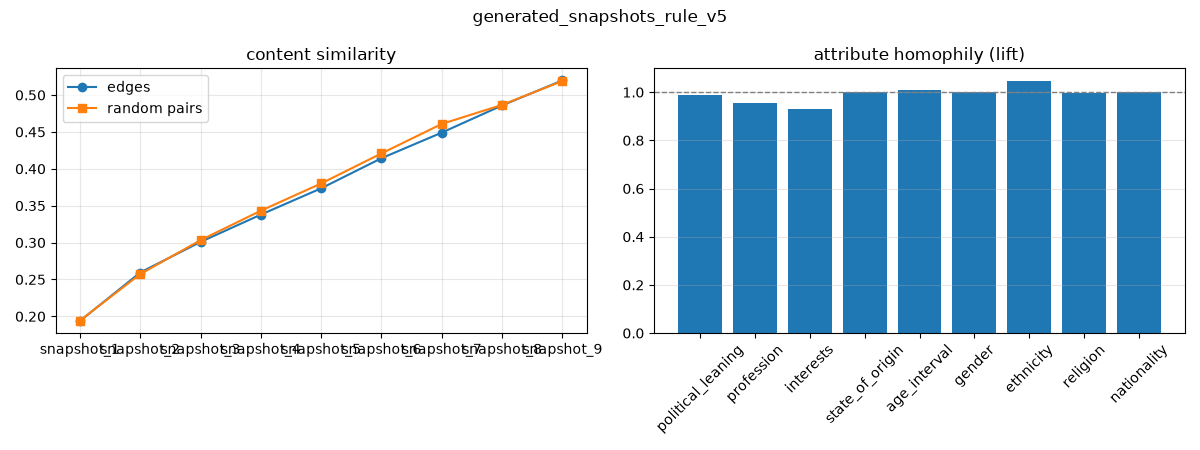 generated_snapshots_rule_v5
content similarity
edges
random pairs
0.50
0.45
0.40
0.35
0.30
0.25
0.20
snapshot_1 snapshot_2 snapshot_3 snapshot_4 snapshot_5 snapshot_6 snapshot_7 snapshot_8 snapshot_9
attribute homophily (lift)
1.0
0.8
0.6
0.4
0.2
0.0
political_leaning
profession
interests
state_of_origin
age_interval
gender
ethnicity
religion
nationality